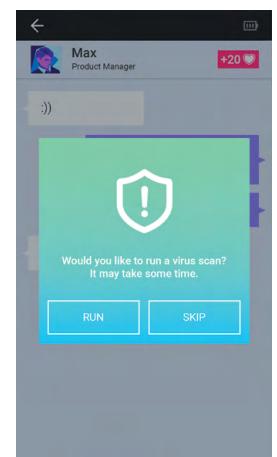 Max
Product Manager
+20
:))
Would you like to run a virus scan?
It may take some time.
RUN
SKIP